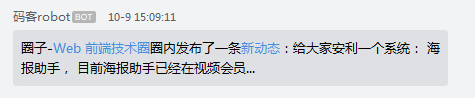 码客robot BOT 10-9 15:09:11
圈子-Web 前端技术圈圈内发布了一条新动态：给大家安利一个系统： 海
报助手 ，目前海报助手已经在视频会员...